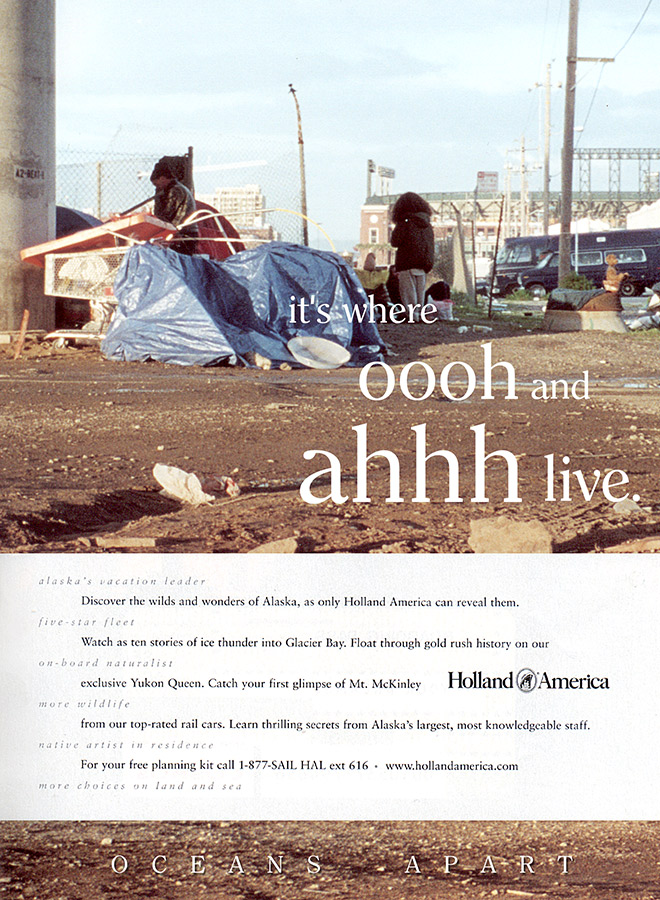 A2-BENT-6
it's where
oooh and
ahhh live.
alaska's vacation leader
Discover the wilds and wonders of Alaska, as only Holland America can reveal them.
five-star fleet
Watch as ten stories of ice thunder into Glacier Bay. Float through gold rush history on our
on-board naturalist
exclusive Yukon Queen. Catch your first glimpse of Mt. McKinley
Holland America
more wildlife
from our top-rated rail cars. Learn thrilling secrets from Alaska's largest, most knowledgeable staff.
native artist in residence
For your free planning kit call 1-877-SAIL HAL ext 616 • www.hollandamerica.com
more choices on land and sea
OCEANS APART